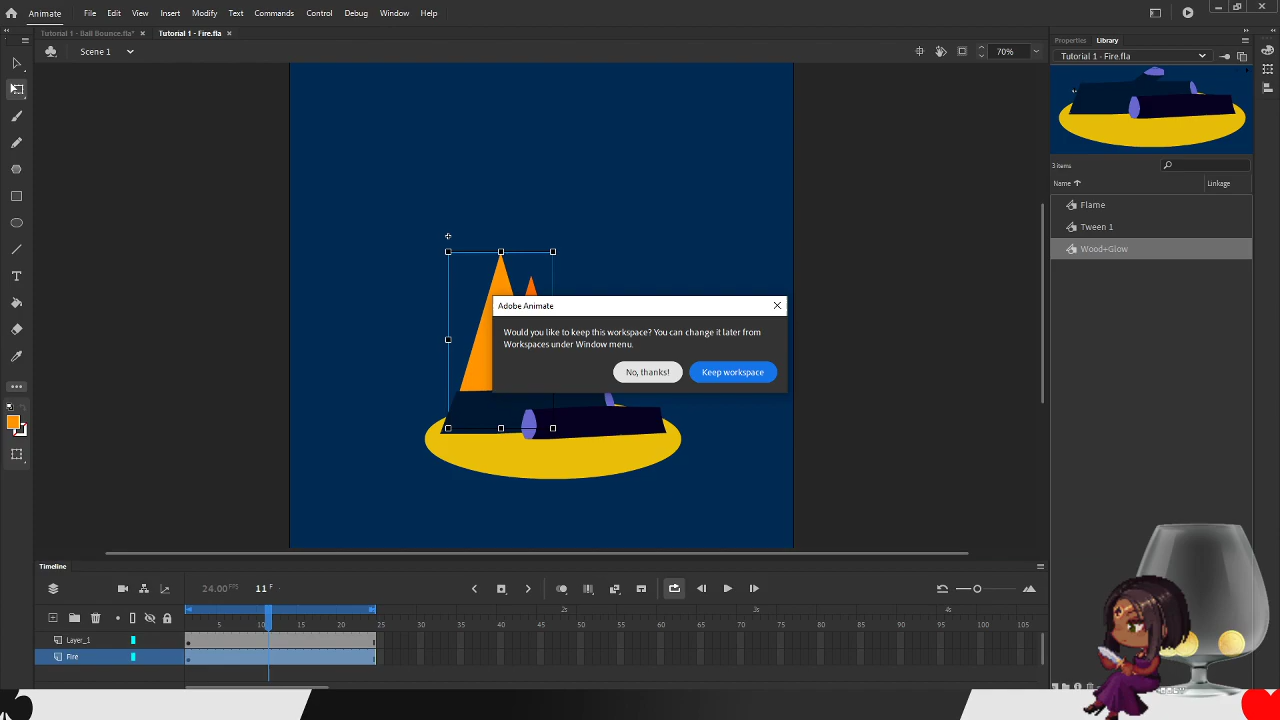 Animate File Edit View Insert Modify Text Commands Control Debug Window Help
Tutorial 1 - Ball Bounce.fla* Tutorial 1 - Fire.fla
Properties Library
Scene 1 70% Tutorial 1 - Fire.fla
3 items
Name Linkage
Flame
Tween 1
Wood+Glow
Adobe Animate
Would you like to keep this workspace? You can change it later from
Workspaces under Window menu.
No, thanks! Keep workspace
Timeline
24.00 FPS 11 F
2s 3s 4s
5 10 15 20 25 30 35 40 45 50 55 60 65 70 75 80 85 90 95 100 105
Layer_1
Fire